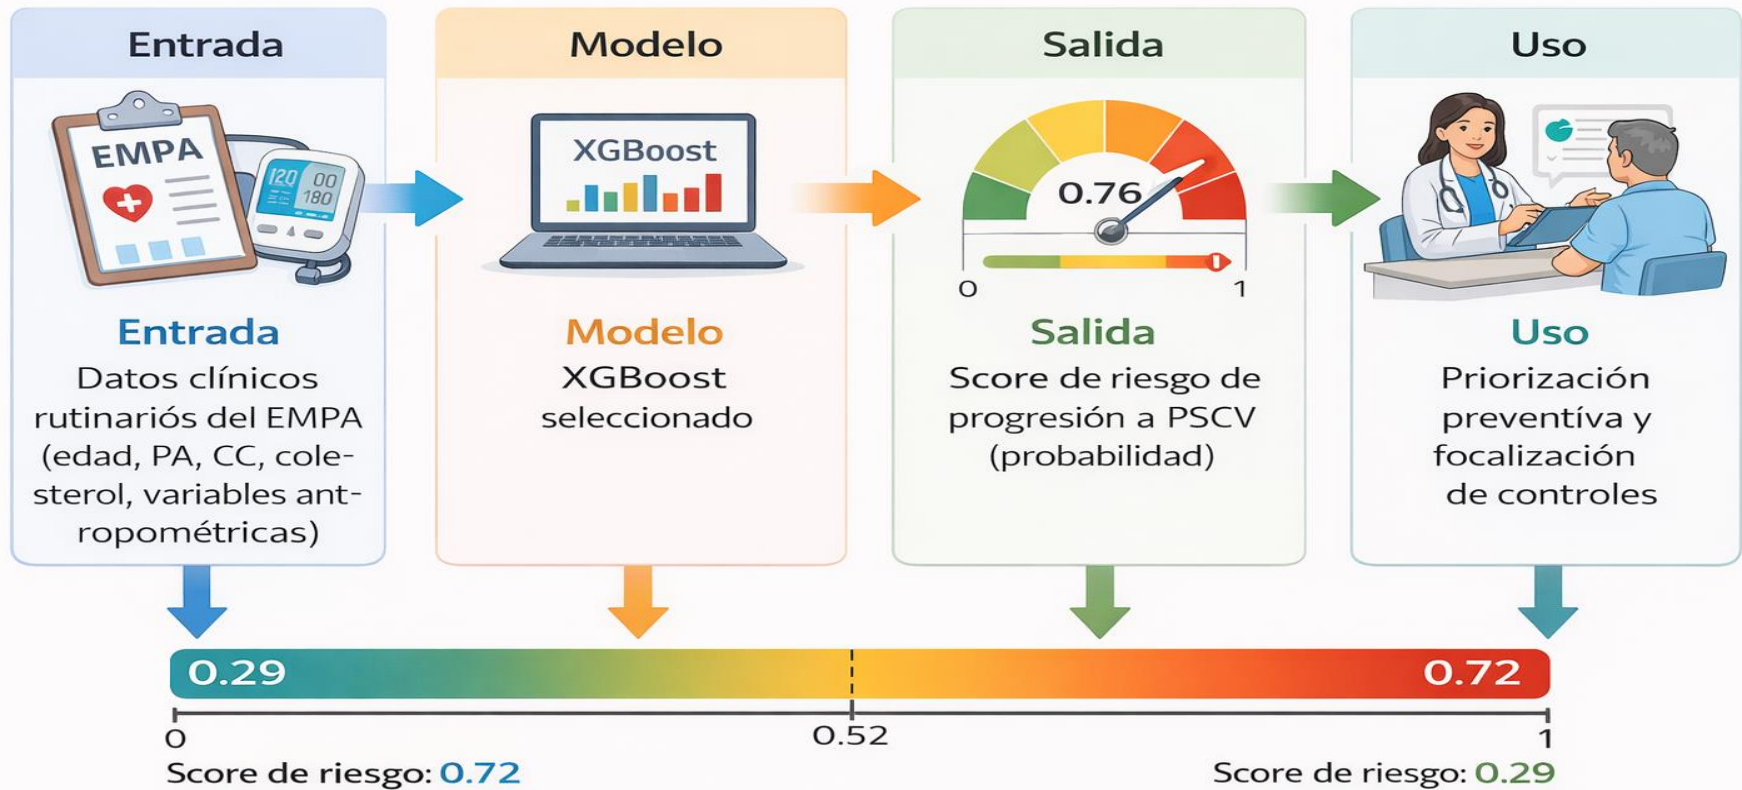 Entrada
EMPA
120 00
180
Entrada
Datos clínicos
rutinariós del EMPA
(edad, PA, CC, cole-
sterol, variables ant-
ropométricas)
Modelo
XGBoost
Modelo
XGBoost
seleccionado
Salida
0.76
0 1
Salida
Score de riesgo de
progresión a PSCV
(probabilidad)
Uso
Uso
Priorización
preventíva y
focalización
de controles
0.29 0.72
0 0.52 1
Score de riesgo: 0.72 Score de riesgo: 0.29